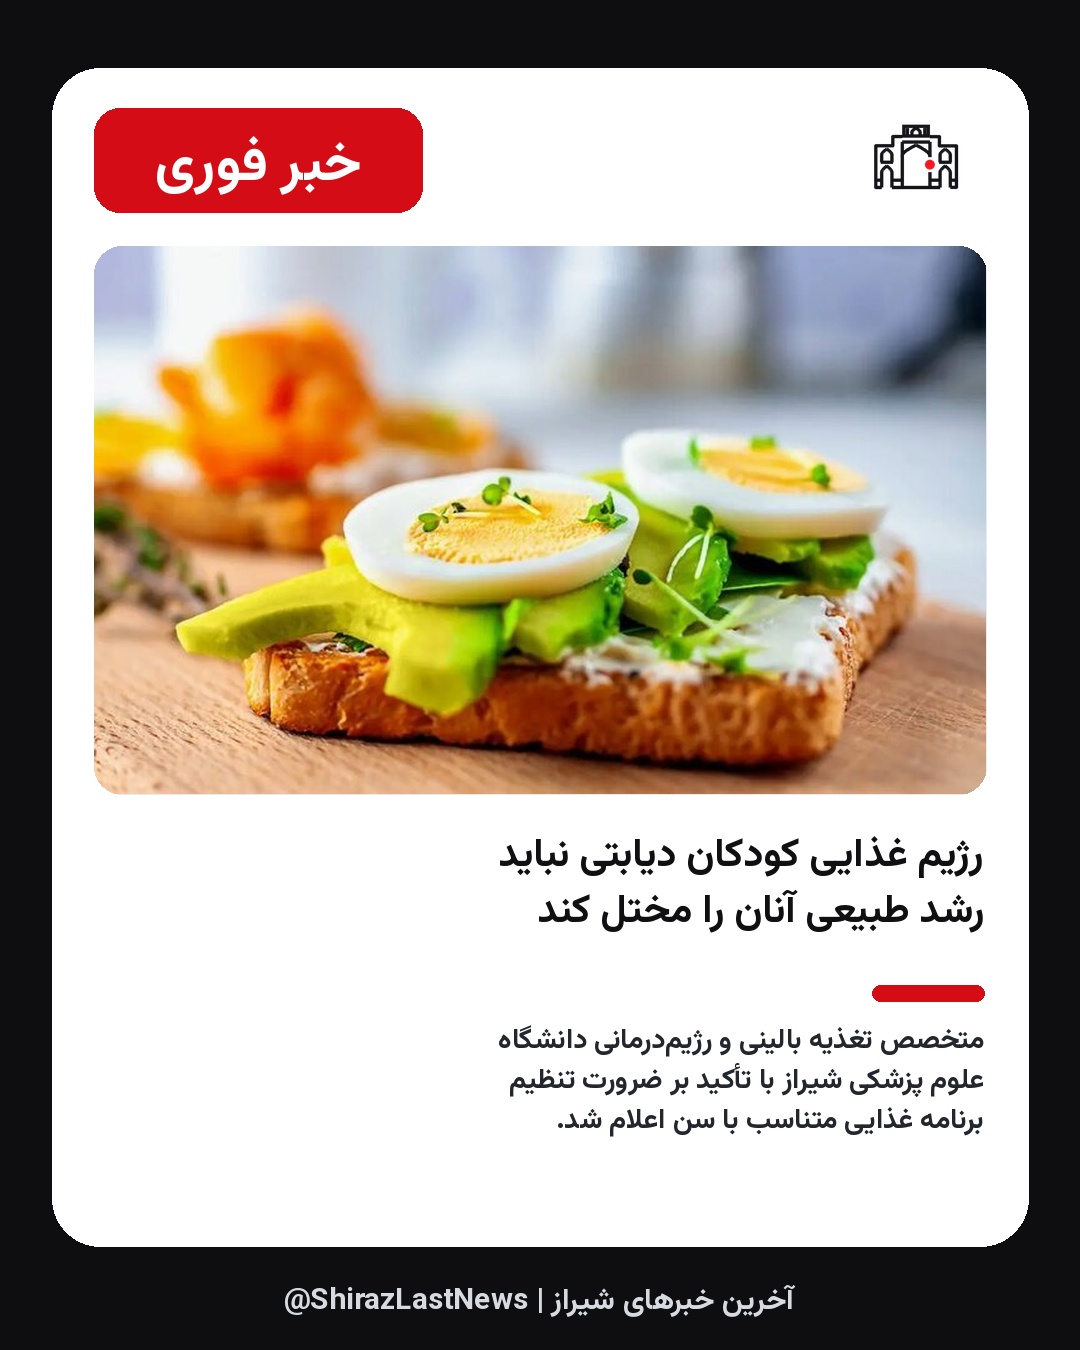 خبر فوری
رژیم غذایی کودکان دیابتی نباید
رشد طبیعی آنان را مختل کند
متخصص تغذیه بالینی و رژیم‌درمانی دانشگاه
علوم پزشکی شیراز با تأکید بر ضرورت تنظیم
برنامه غذایی متناسب با سن اعلام شد.
آخرین خبرهای شیراز | @ShirazLastNews